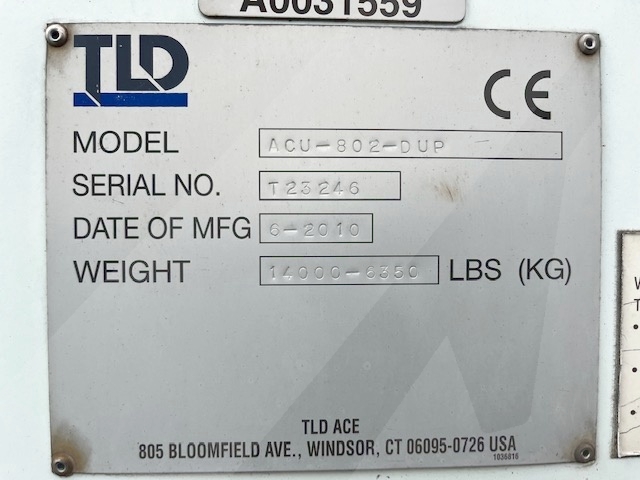 A0031559
TLD
CE
MODEL ACU-802-DUP
SERIAL NO. T23246
DATE OF MFG 6-2010
WEIGHT 14000-6350 LBS (KG)
TLD ACE
805 BLOOMFIELD AVE., WINDSOR, CT 06095-0726 USA
1036816